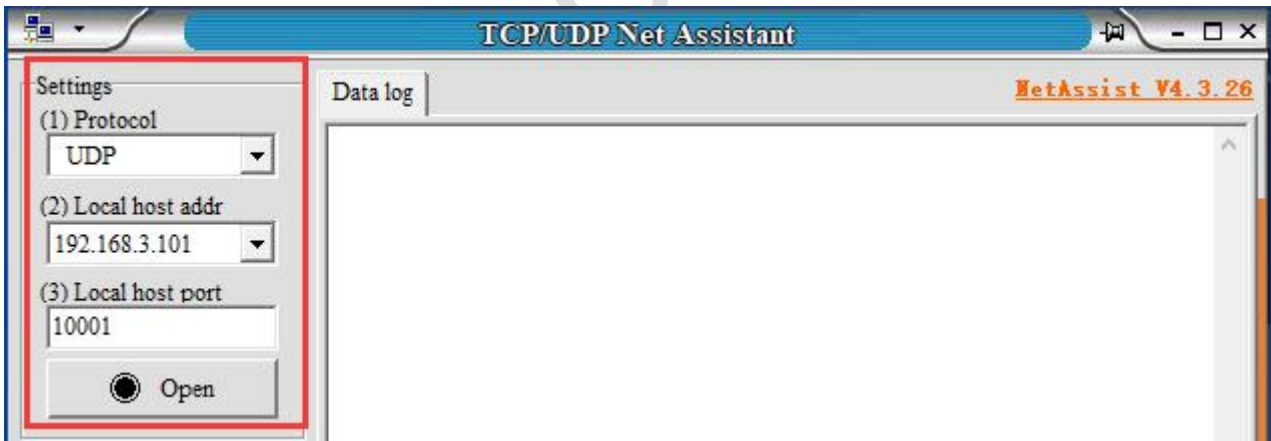 TCP/UDP Net Assistant
Settings
(1) Protocol
UDP
(2) Local host addr
192.168.3.101
(3) Local host port
10001
Open
Data log
NetAssist V4.3.26